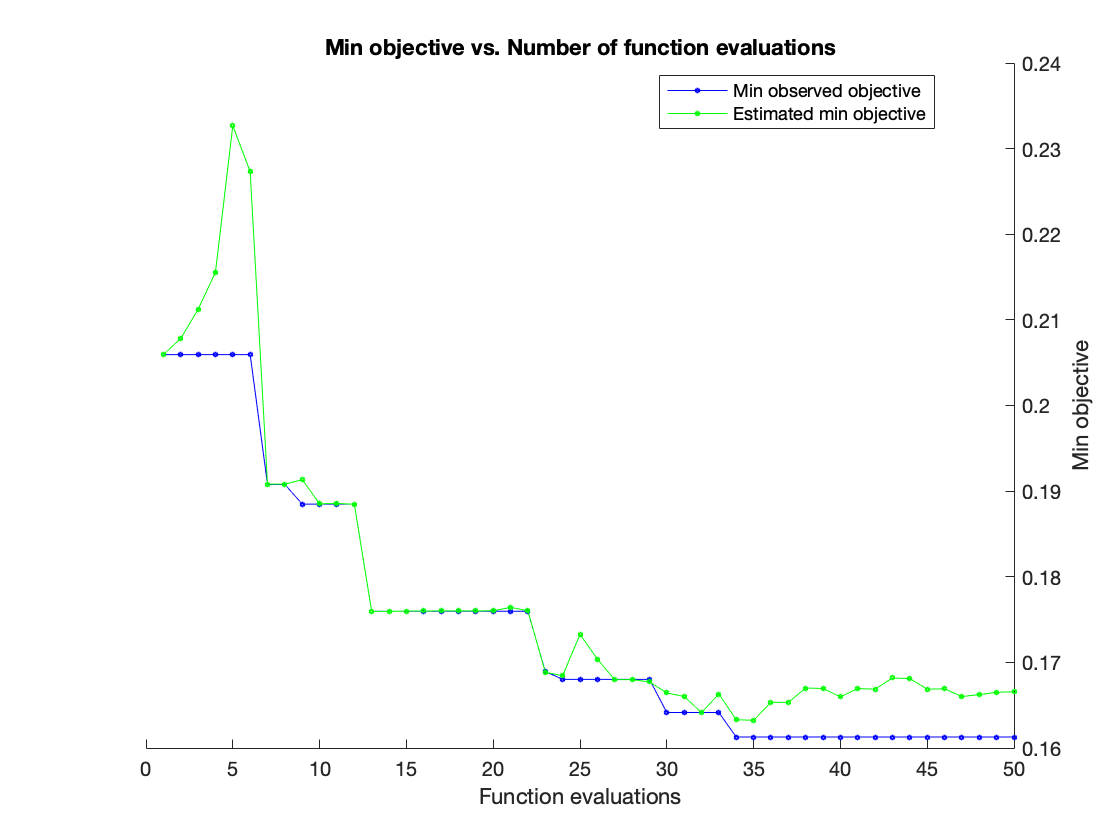 Min objective vs. Number of function evaluations
Min observed objective
Estimated min objective
0.24
0.23
0.22
0.21
0.2
0.19
0.18
0.17
0.16
Min objective
0 5 10 15 20 25 30 35 40 45 50
Function evaluations